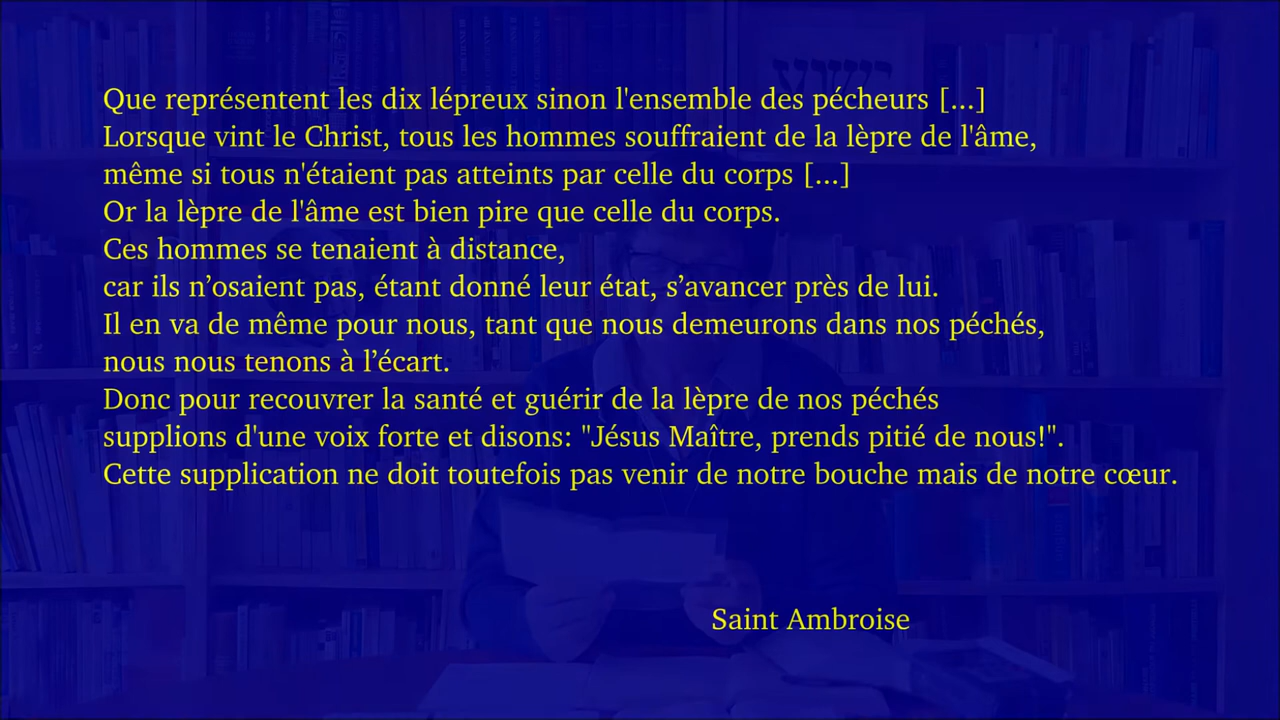 ישוע
Que représentent les dix lépreux sinon l'ensemble des pécheurs [...]
Lorsque vint le Christ, tous les hommes souffraient de la lèpre de l'âme,
même si tous n'étaient pas atteints par celle du corps [...]
Or la lèpre de l'âme est bien pire que celle du corps.
Ces hommes se tenaient à distance,
car ils n’osaient pas, étant donné leur état, s’avancer près de lui.
Il en va de même pour nous, tant que nous demeurons dans nos péchés,
nous nous tenons à l’écart.
Donc pour recouvrer la santé et guérir de la lèpre de nos péchés
supplions d'une voix forte et disons: "Jésus Maître, prends pitié de nous!".
Cette supplication ne doit toutefois pas venir de notre bouche mais de notre cœur.
Saint Ambroise